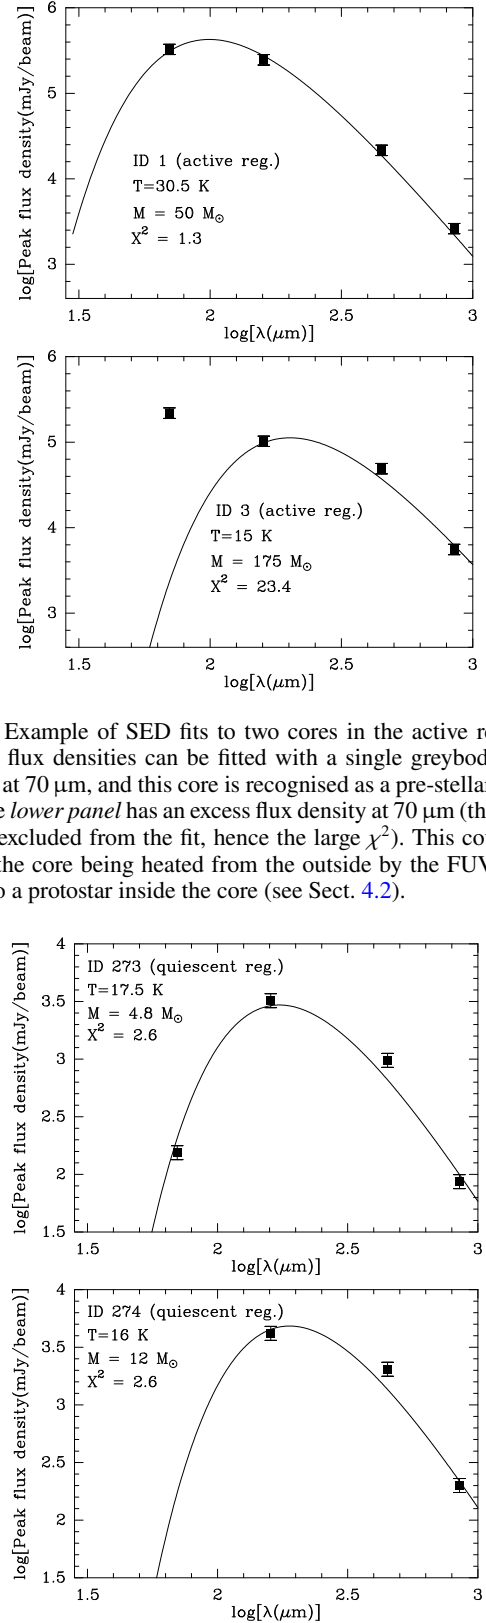 6
5
4
3
log[Peak flux density(mJy/beam)]
ID 1 (active reg.)
T=30.5 K
M = 50 M⊙
X² = 1.3
1.5 2 2.5 3
log[λ(μm)]
6
5
4
3
log[Peak flux density(mJy/beam)]
ID 3 (active reg.)
T=15 K
M = 175 M⊙
X² = 23.4
1.5 2 2.5 3
log[λ(μm)]
Example of SED fits to two cores in the active re
flux densities can be fitted with a single greybod
at 70 μm, and this core is recognised as a pre-stellar
e lower panel has an excess flux density at 70 μm (th
excluded from the fit, hence the large χ²). This co
the core being heated from the outside by the FUV
o a protostar inside the core (see Sect. 4.2).
4
3.5
3
2.5
2
1.5
log[Peak flux density(mJy/beam)]
ID 273 (quiescent reg.)
T=17.5 K
M = 4.8 M⊙
X² = 2.6
1.5 2 2.5 3
log[λ(μm)]
4
3.5
3
2.5
2
1.5
log[Peak flux density(mJy/beam)]
ID 274 (quiescent reg.)
T=16 K
M = 12 M⊙
X² = 2.6
1.5 2 2.5 3
log[λ(μm)]